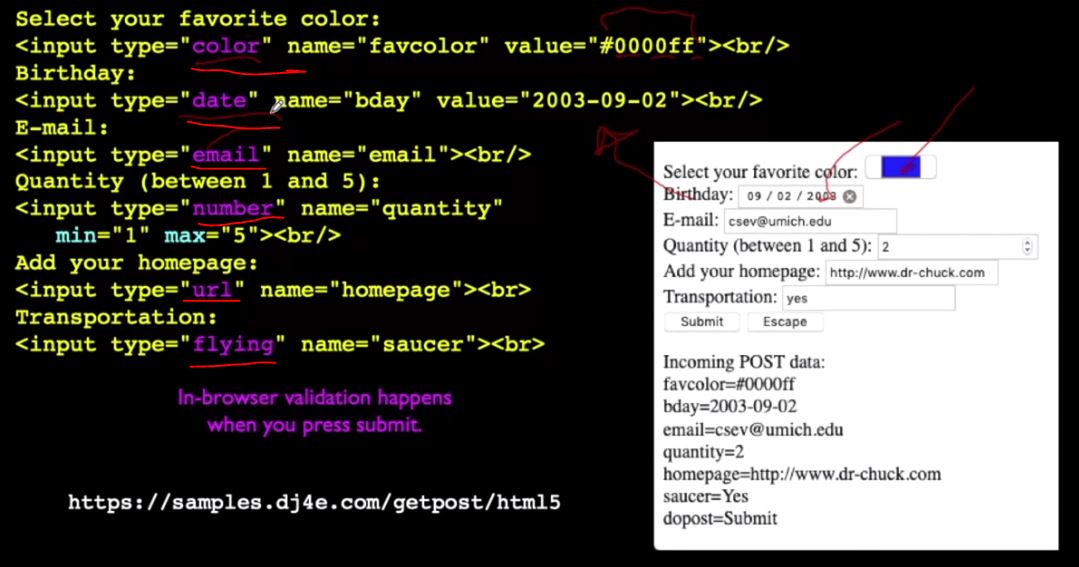 Select your favorite color:
<input type="color" name="favcolor" value="#0000ff"><br/>
Birthday:
<input type="date" name="bday" value="2003-09-02"><br/>
E-mail:
<input type="email" name="email"><br/>
Quantity (between 1 and 5):
<input type="number" name="quantity"
min="1" max="5"><br/>
Add your homepage:
<input type="url" name="homepage"><br>
Transportation:
<input type="flying" name="saucer"><br>
In-browser validation happens
when you press submit.
https://samples.dj4e.com/getpost/html5
Select your favorite color:
Birthday: 09 / 02 / 2003
E-mail: csev@umich.edu
Quantity (between 1 and 5): 2
Add your homepage: http://www.dr-chuck.com
Transportation: yes
Submit Escape
Incoming POST data:
favcolor=#0000ff
bday=2003-09-02
email=csev@umich.edu
quantity=2
homepage=http://www.dr-chuck.com
saucer=Yes
dopost=Submit